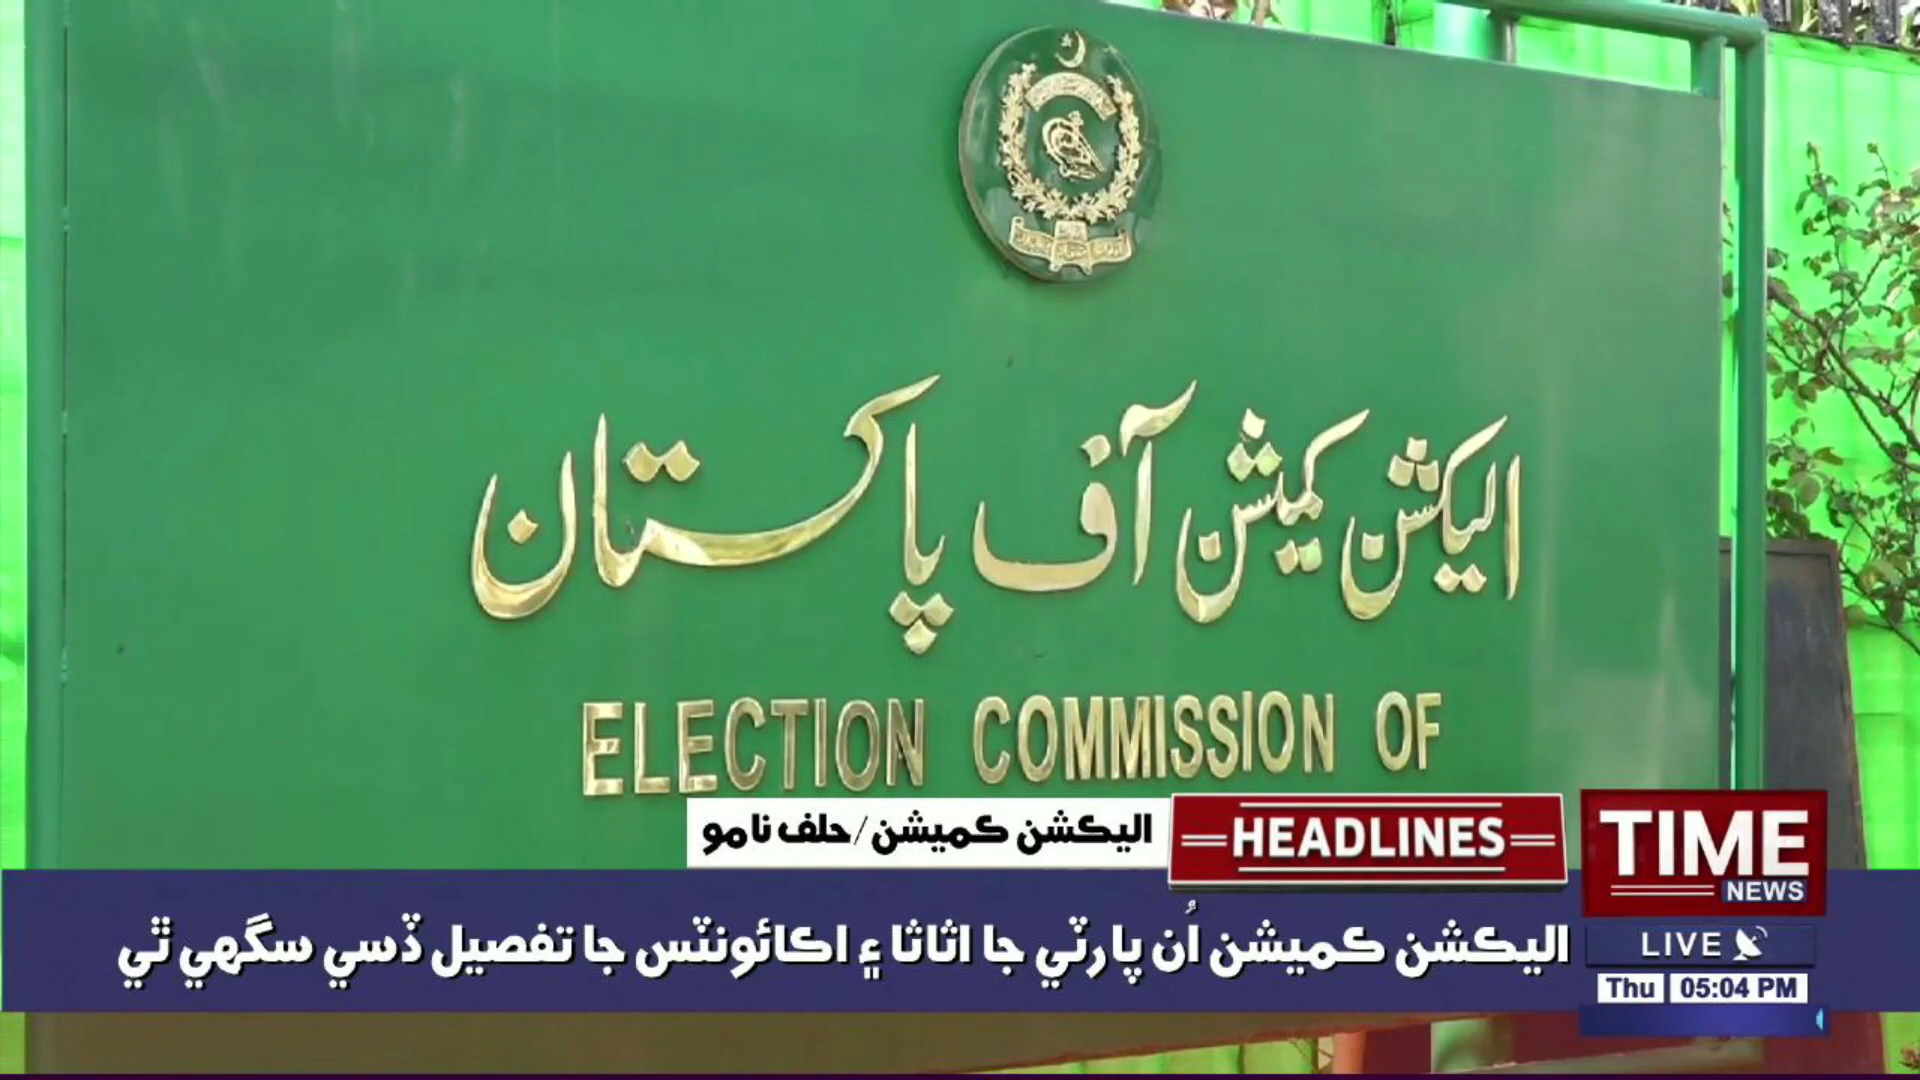 الیکشن کمیشن آف پاکستان
ELECTION COMMISSION OF
اليڪشن ڪميشن/حلف نامو
HEADLINES
TIME
NEWS
اليڪشن ڪميشن اُن پارٽي جا اثاثا ۽ اڪائونٽس جا تفصيل ڏسي سگهي ٿي
LIVE
Thu 05:04 PM